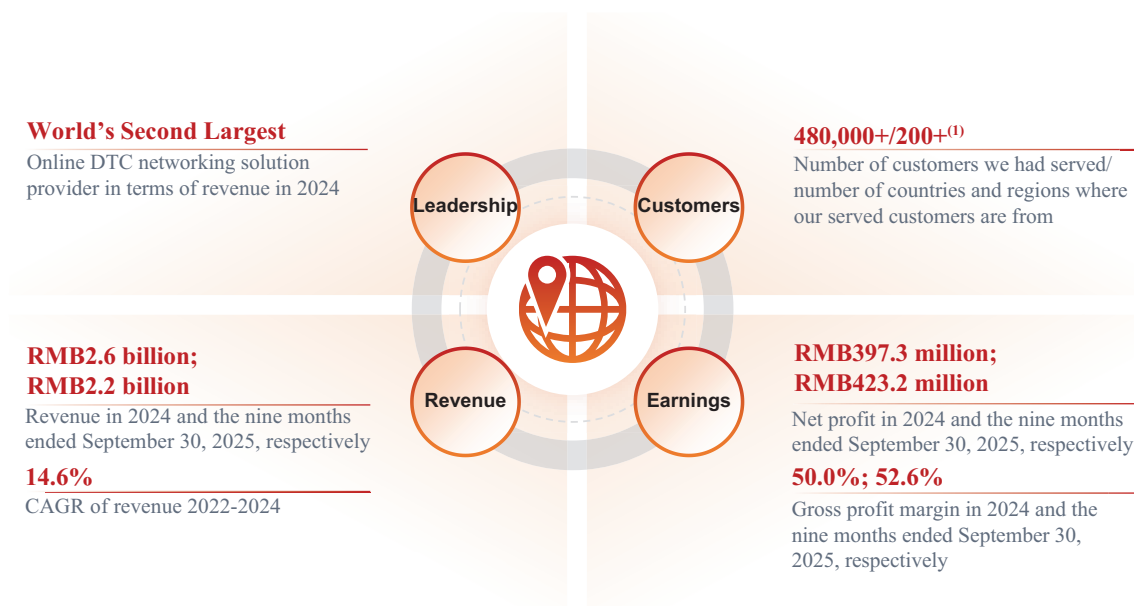 World’s Second Largest
Online DTC networking solution
provider in terms of revenue in 2024
Leadership
Customers
480,000+/200+(1)
Number of customers we had served/
number of countries and regions where
our served customers are from
RMB2.6 billion;
RMB2.2 billion
Revenue in 2024 and the nine months
ended September 30, 2025, respectively
14.6%
CAGR of revenue 2022-2024
Revenue
Earnings
RMB397.3 million;
RMB423.2 million
Net profit in 2024 and the nine months
ended September 30, 2025, respectively
50.0%; 52.6%
Gross profit margin in 2024 and the
nine months ended September 30,
2025, respectively